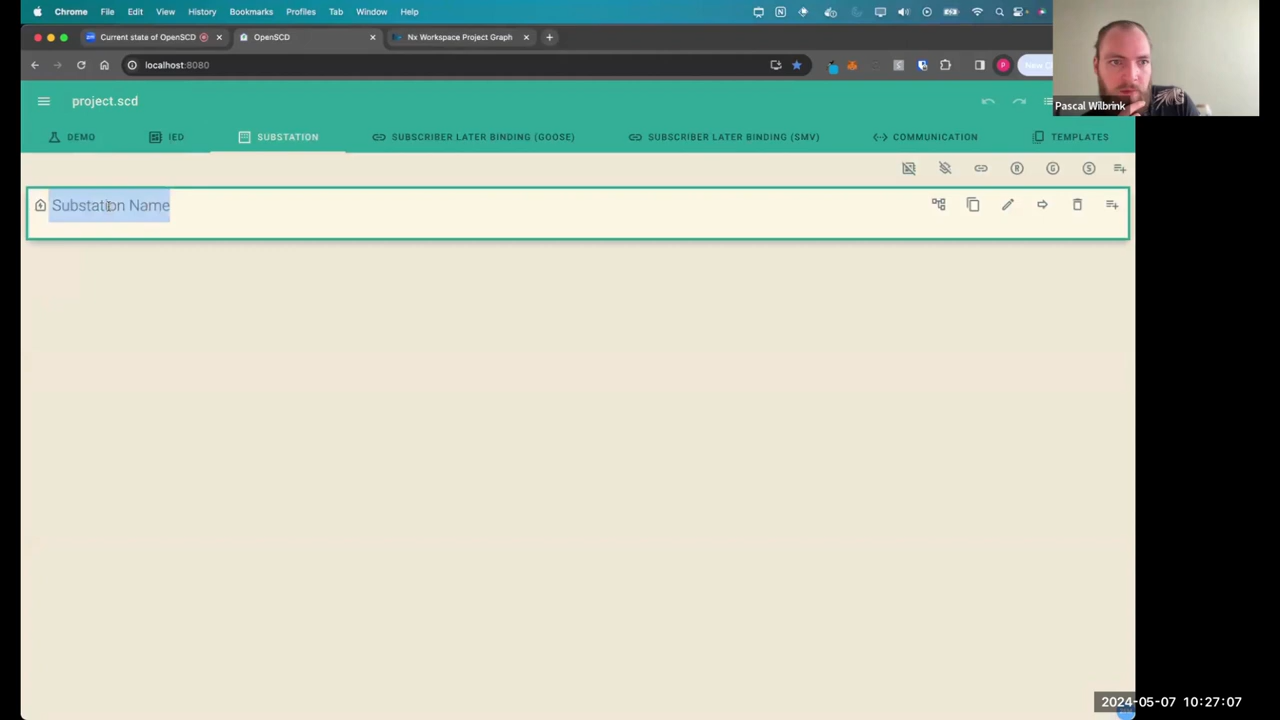 Chrome File Edit View History Bookmarks Profiles Tab Window Help
Current state of OpenSCD
OpenSCD
Nx Workspace Project Graph
localhost:8080
P
New C
Pascal Wilbrink
project.scd
DEMO
IED
SUBSTATION
SUBSCRIBER LATER BINDING (GOOSE)
SUBSCRIBER LATER BINDING (SMV)
COMMUNICATION
TEMPLATES
R
G
S
Substation Name
2024-05-07 10:27:07